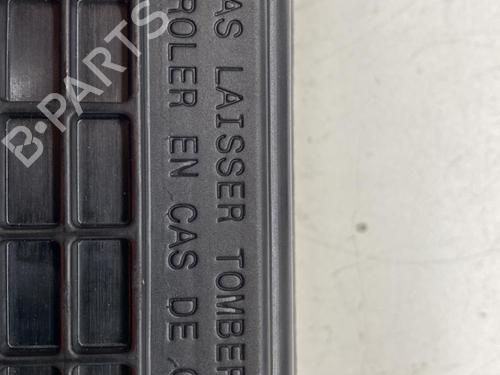 AS LAISSER TOMBER
ROLER EN CAS DE
B-PARTS